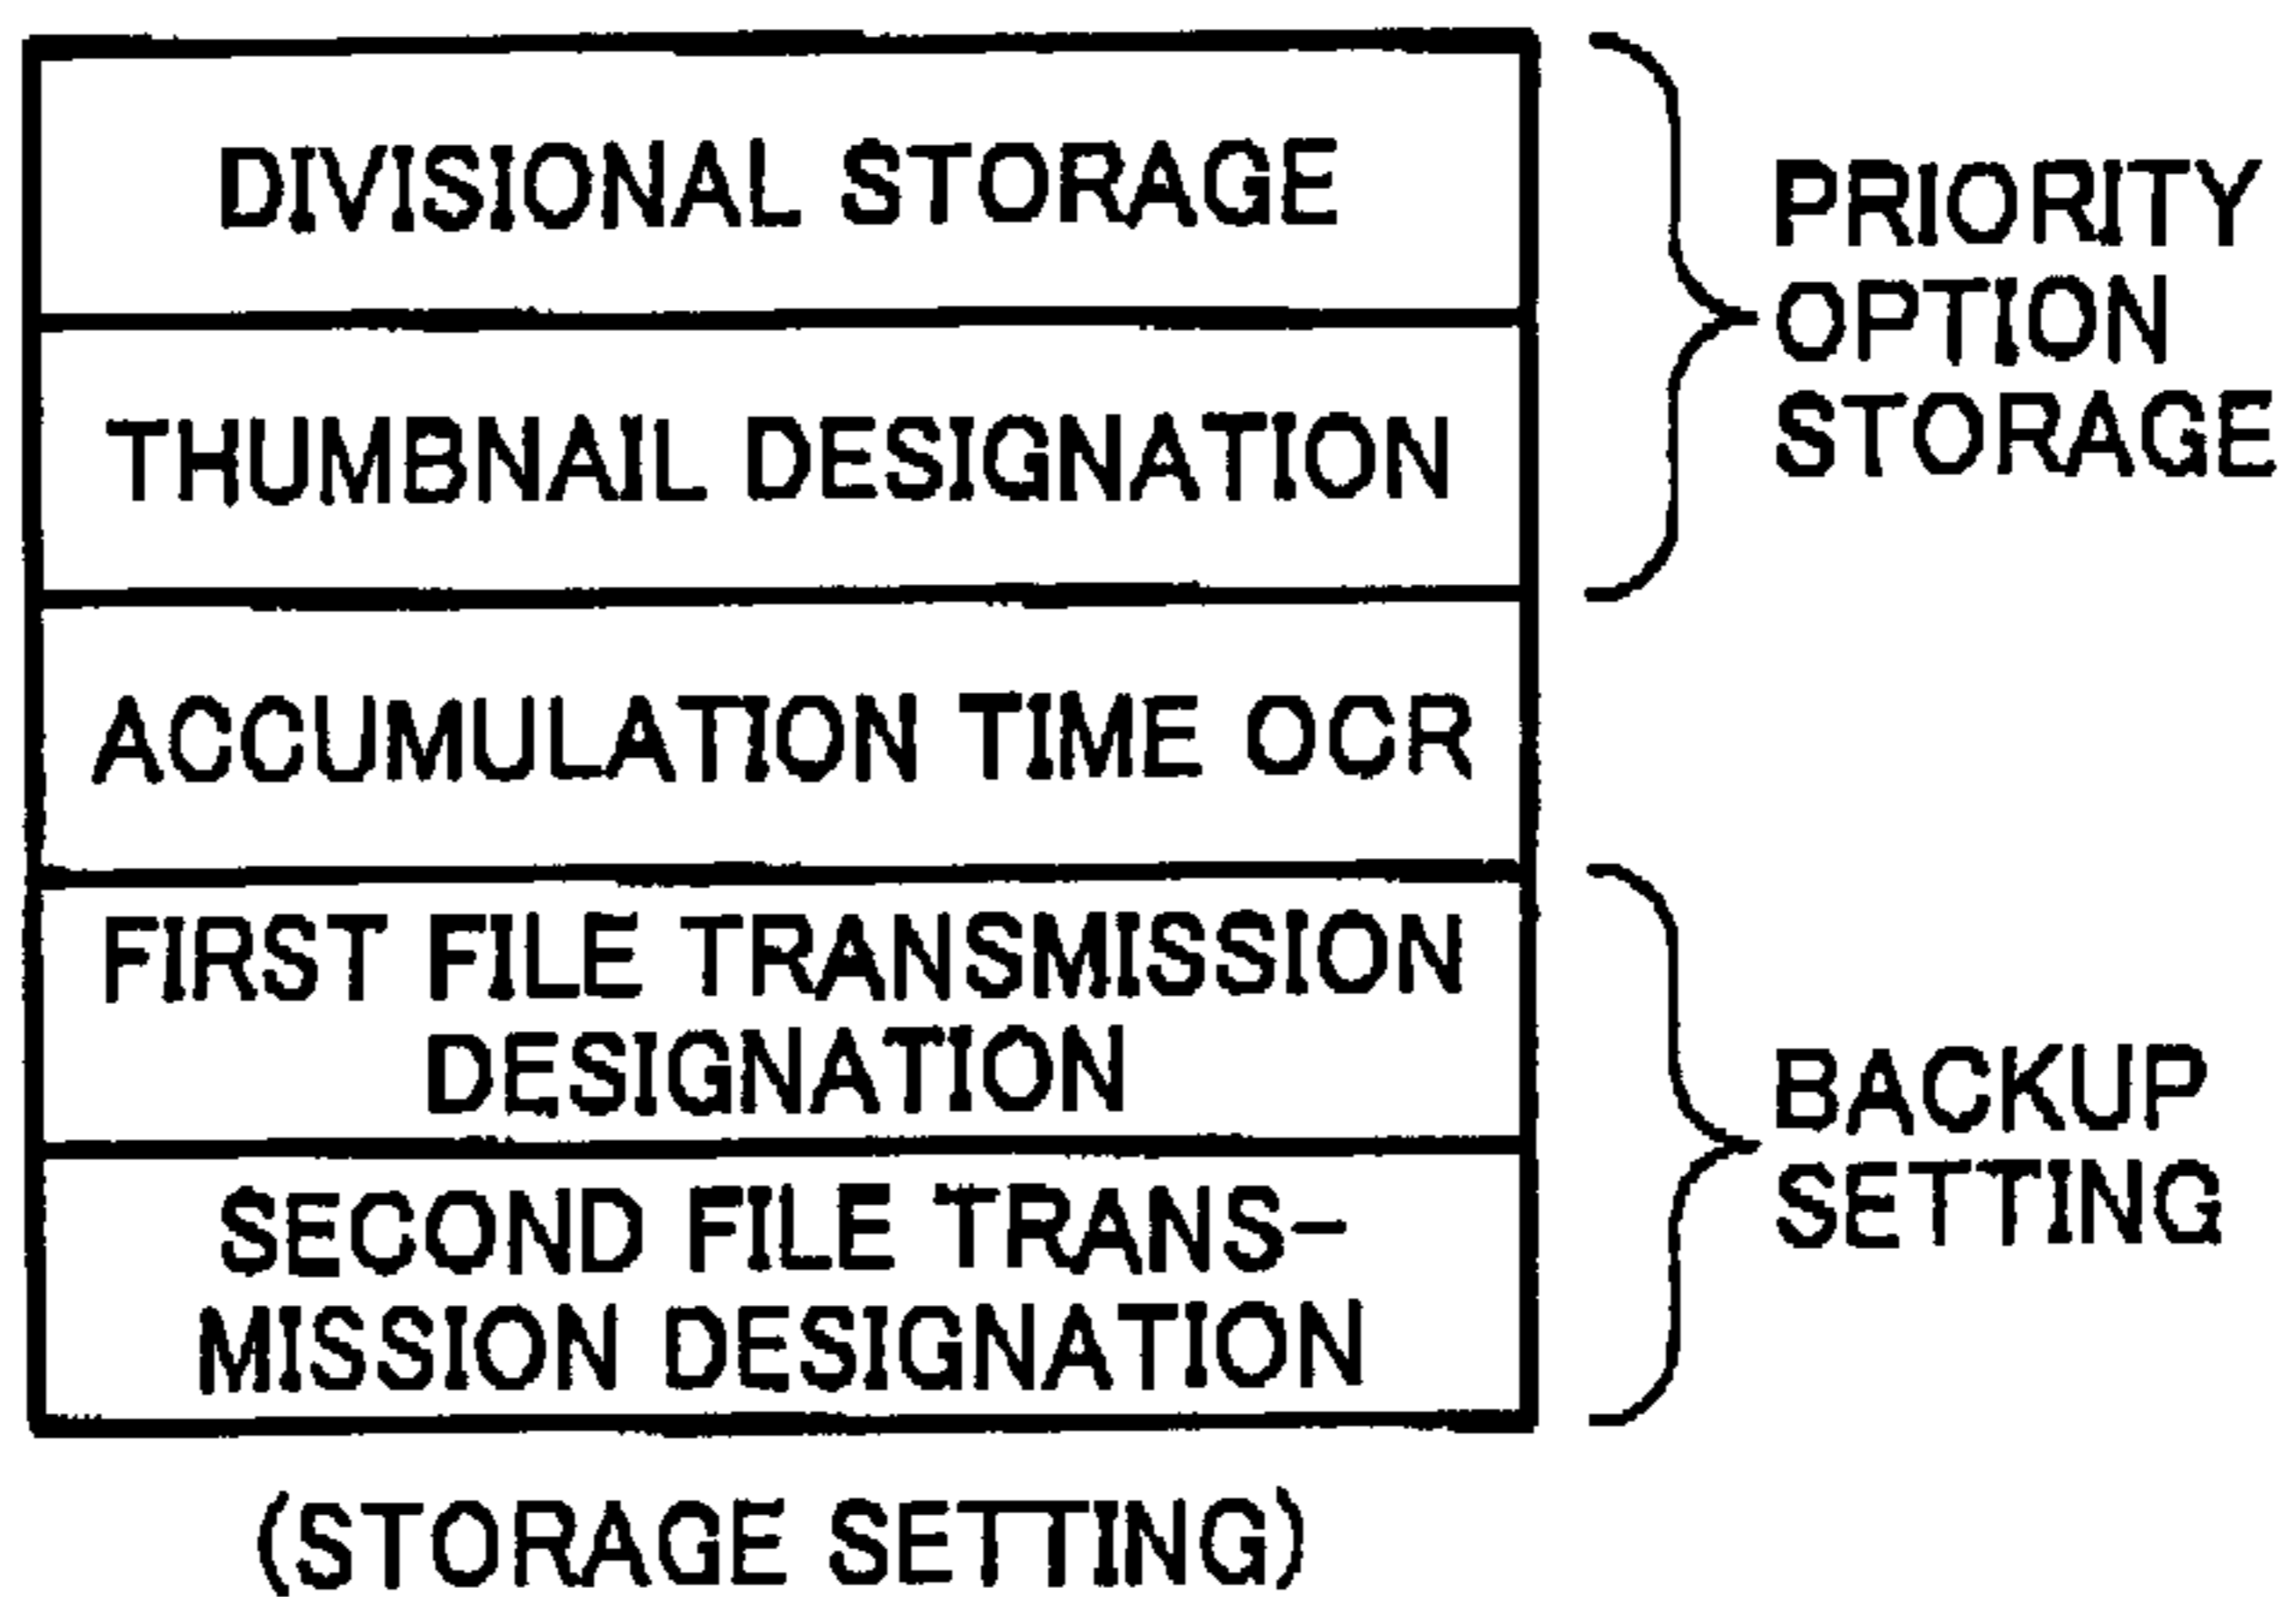 DIVISIONAL STORAGE
THUMBNAIL DESIGNATION
PRIORITY
OPTION
STORAGE
ACCUMULATION TIME OCR
FIRST FILE TRANSMISSION
DESIGNATION
SECOND FILE TRANS-
MISSION DESIGNATION
BACKUP
SETTING
(STORAGE SETTING)